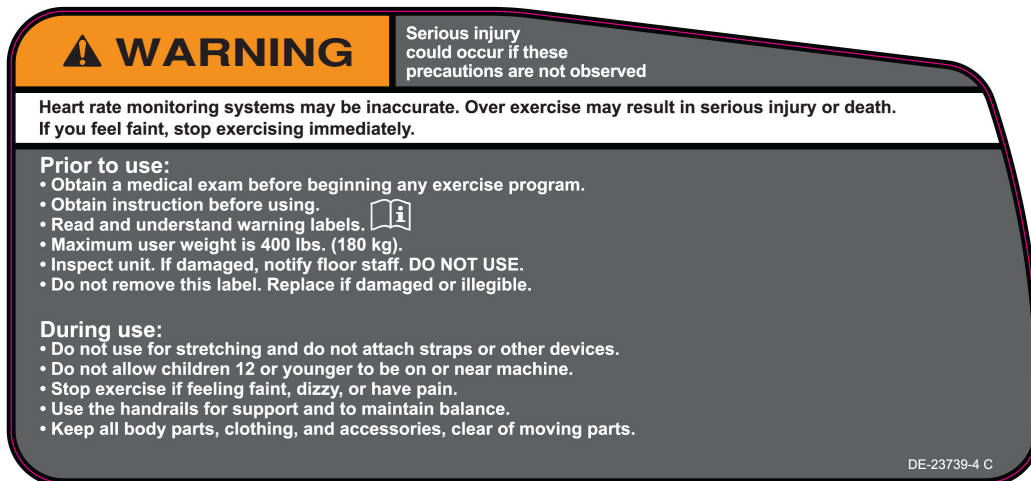 WARNING
Serious injury
could occur if these
precautions are not observed
Heart rate monitoring systems may be inaccurate. Over exercise may result in serious injury or death.
If you feel faint, stop exercising immediately.
Prior to use:
• Obtain a medical exam before beginning any exercise program.
• Obtain instruction before using.
• Read and understand warning labels.
• Maximum user weight is 400 lbs. (180 kg).
• Inspect unit. If damaged, notify floor staff. DO NOT USE.
• Do not remove this label. Replace if damaged or illegible.
During use:
• Do not use for stretching and do not attach straps or other devices.
• Do not allow children 12 or younger to be on or near machine.
• Stop exercise if feeling faint, dizzy, or have pain.
• Use the handrails for support and to maintain balance.
• Keep all body parts, clothing, and accessories, clear of moving parts.
DE-23739-4 C